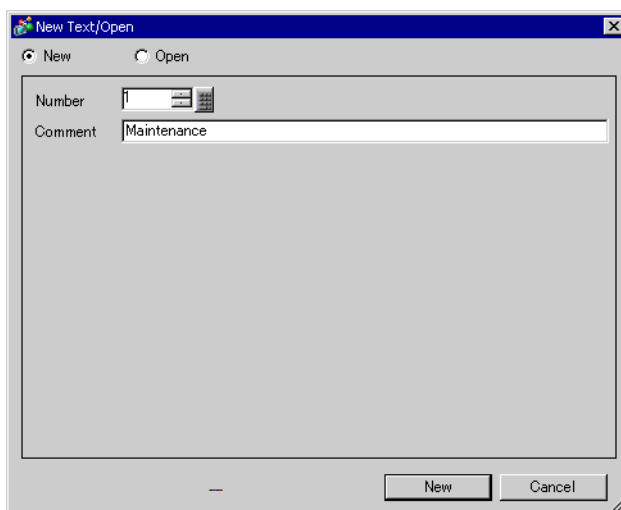 New Text/Open
New Open
Number 1
Comment Maintenance
New Cancel